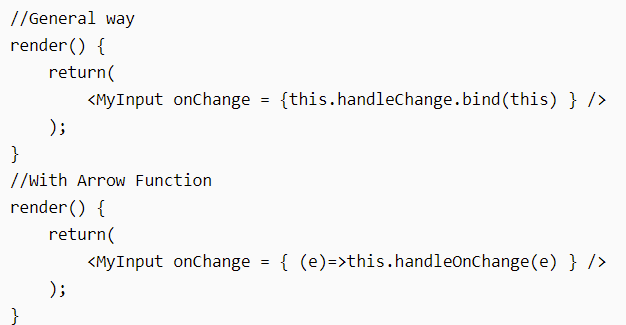 //General way
render() {
    return(
        <MyInput onChange = {this.handleChange.bind(this) } />
    );
}
//With Arrow Function
render() {
    return(
        <MyInput onChange = { (e)=>this.handleOnChange(e) } />
    );
}